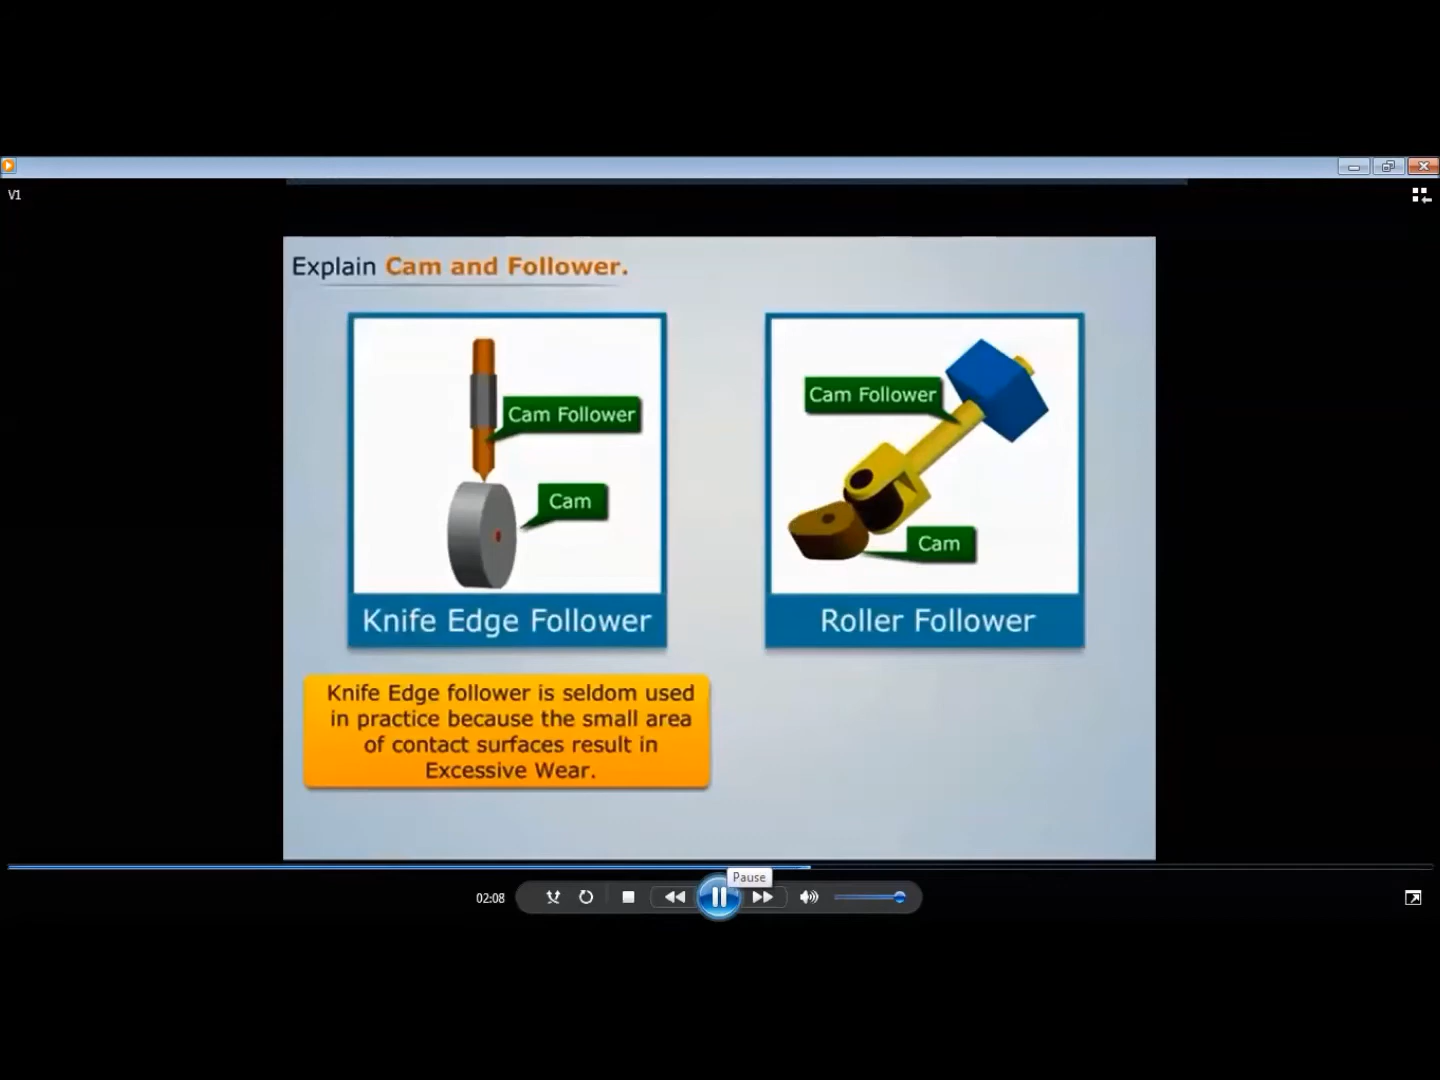 V1
Explain Cam and Follower.
Cam Follower
Cam
Knife Edge Follower
Cam Follower
Cam
Roller Follower
Knife Edge follower is seldom used
in practice because the small area
of contact surfaces result in
Excessive Wear.
Pause
02:08